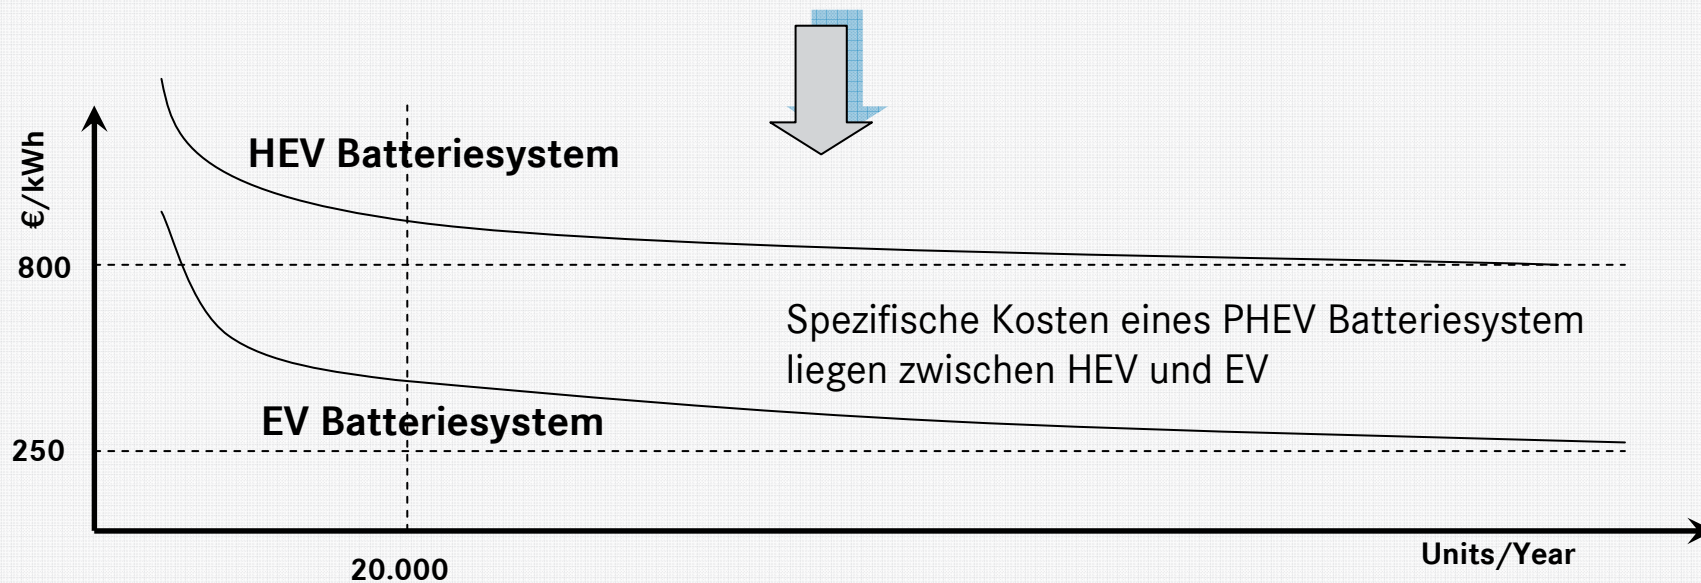 HEV Batteriesystem
€/kWh
800
Spezifische Kosten eines PHEV Batteriesystem
liegen zwischen HEV und EV
EV Batteriesystem
250
Units/Year
20.000